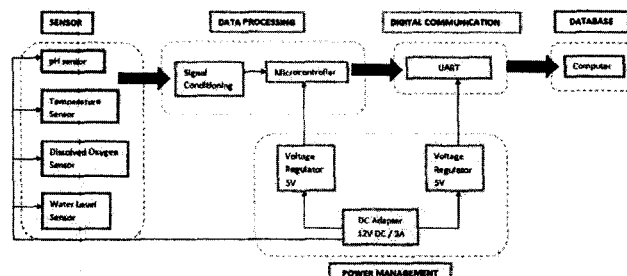 SENSOR
DATA PROCESSING
DIGITAL COMMUNICATION
DATABASE
pH sensor
Temperature
Sensor
Dissolved Oxygen
Sensor
Water Level
Sensor
Signal
Conditioning
Microcontroller
UART
Computer
Voltage
Regulator
5V
Voltage
Regulator
5V
DC Adapter
12V DC / 3A
POWER MANAGEMENT